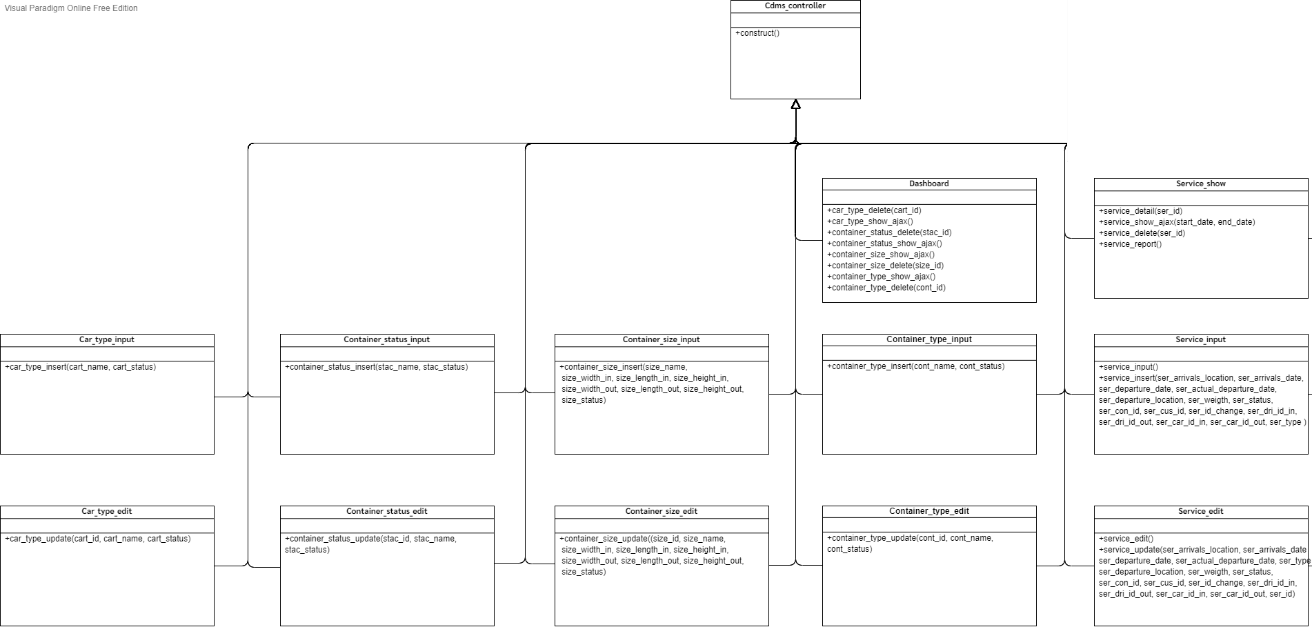 Visual Paradigm Online Free Edition
Cdms_controller
+construct()
Dashboard
+car_type_delete(cart_id)
+car_type_show_ajax()
+container_status_delete(stac_id)
+container_status_show_ajax()
+container_size_show_ajax()
+container_size_delete(size_id)
+container_type_show_ajax()
+container_type_delete(cont_id)
Service_show
+service_detail(ser_id)
+service_show_ajax(start_date, end_date)
+service_delete(ser_id)
+service_report()
Car_type_input
+car_type_insert(cart_name, cart_status)
Container_status_input
+container_status_insert(stac_name, stac_status)
Container_size_input
+container_size_insert(size_name,
size_width_in, size_length_in, size_height_in,
size_width_out, size_length_out, size_height_out,
size_status)
Container_type_input
+container_type_insert(cont_name, cont_status)
Service_input
+service_input()
+service_insert(ser_arrivals_location, ser_arrivals_date,
ser_departure_date, ser_actual_departure_date,
ser_departure_location, ser_weigth, ser_status,
ser_con_id, ser_cus_id, ser_id_change, ser_dri_id_in,
ser_dri_id_out, ser_car_id_in, ser_car_id_out, ser_type )
Car_type_edit
+car_type_update(cart_id, cart_name, cart_status)
Container_status_edit
+container_status_update(stac_id, stac_name,
stac_status)
Container_size_edit
+container_size_update((size_id, size_name,
size_width_in, size_length_in, size_height_in,
size_width_out, size_length_out, size_height_out,
size_status)
Container_type_edit
+container_type_update(cont_id, cont_name,
cont_status)
Service_edit
+service_edit()
+service_update(ser_arrivals_location, ser_arrivals_date
ser_departure_date, ser_actual_departure_date, ser_type
ser_departure_location, ser_weigth, ser_status,
ser_con_id, ser_cus_id, ser_id_change, ser_dri_id_in,
ser_dri_id_out, ser_car_id_in, ser_car_id_out, ser_id)